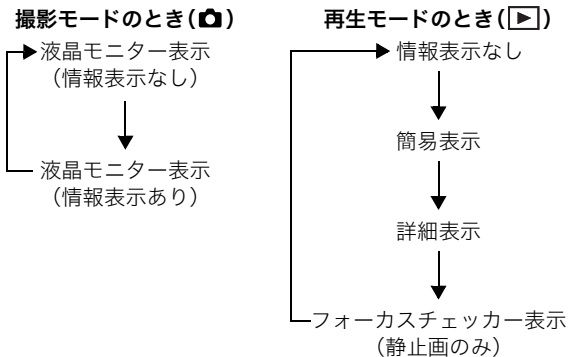 撮影モードのとき( )
液晶モニター表示
（情報表示なし）
液晶モニター表示
（情報表示あり）
再生モードのとき( )
情報表示なし
簡易表示
詳細表示
フォーカスチェッカー表示
（静止画のみ）